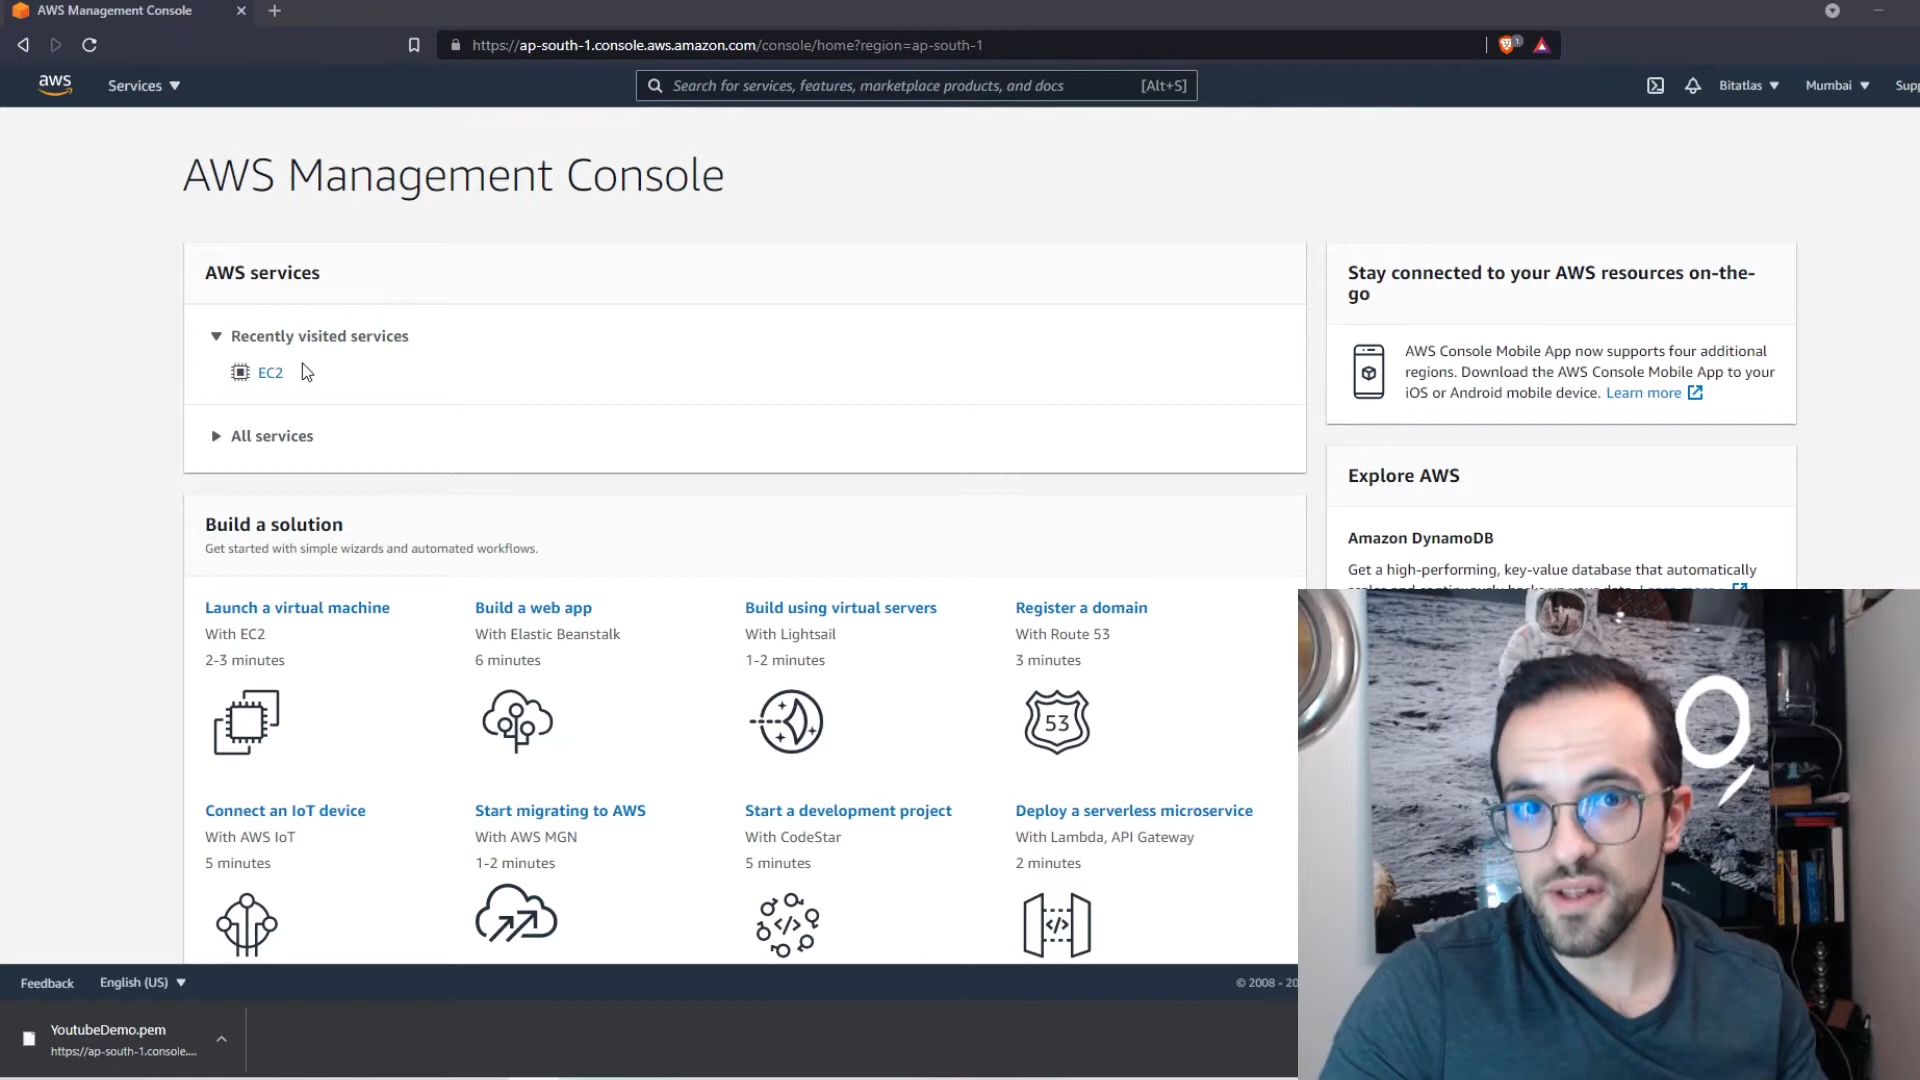 AWS Management Console
https://ap-south-1.console.aws.amazon.com/console/home?region=ap-south-1
1
aws
Services
Search for services, features, marketplace products, and docs
[Alt+S]
Bitatlas
Mumbai
Supp
AWS Management Console
AWS services
Recently visited services
EC2
All services
Stay connected to your AWS resources on-the-
go
AWS Console Mobile App now supports four additional
regions. Download the AWS Console Mobile App to your
iOS or Android mobile device. Learn more
Explore AWS
Amazon DynamoDB
Get a high-performing, key-value database that automatically
Build a solution
Get started with simple wizards and automated workflows.
Launch a virtual machine
With EC2
2-3 minutes
Build a web app
With Elastic Beanstalk
6 minutes
Build using virtual servers
With Lightsail
1-2 minutes
Register a domain
With Route 53
3 minutes
53
Connect an IoT device
With AWS IoT
5 minutes
Start migrating to AWS
With AWS MGN
1-2 minutes
Start a development project
With CodeStar
5 minutes
</>
Deploy a serverless microservice
With Lambda, API Gateway
2 minutes
</>
Feedback
English (US)
© 2008 - 20
YoutubeDemo.pem
https://ap-south-1.console....